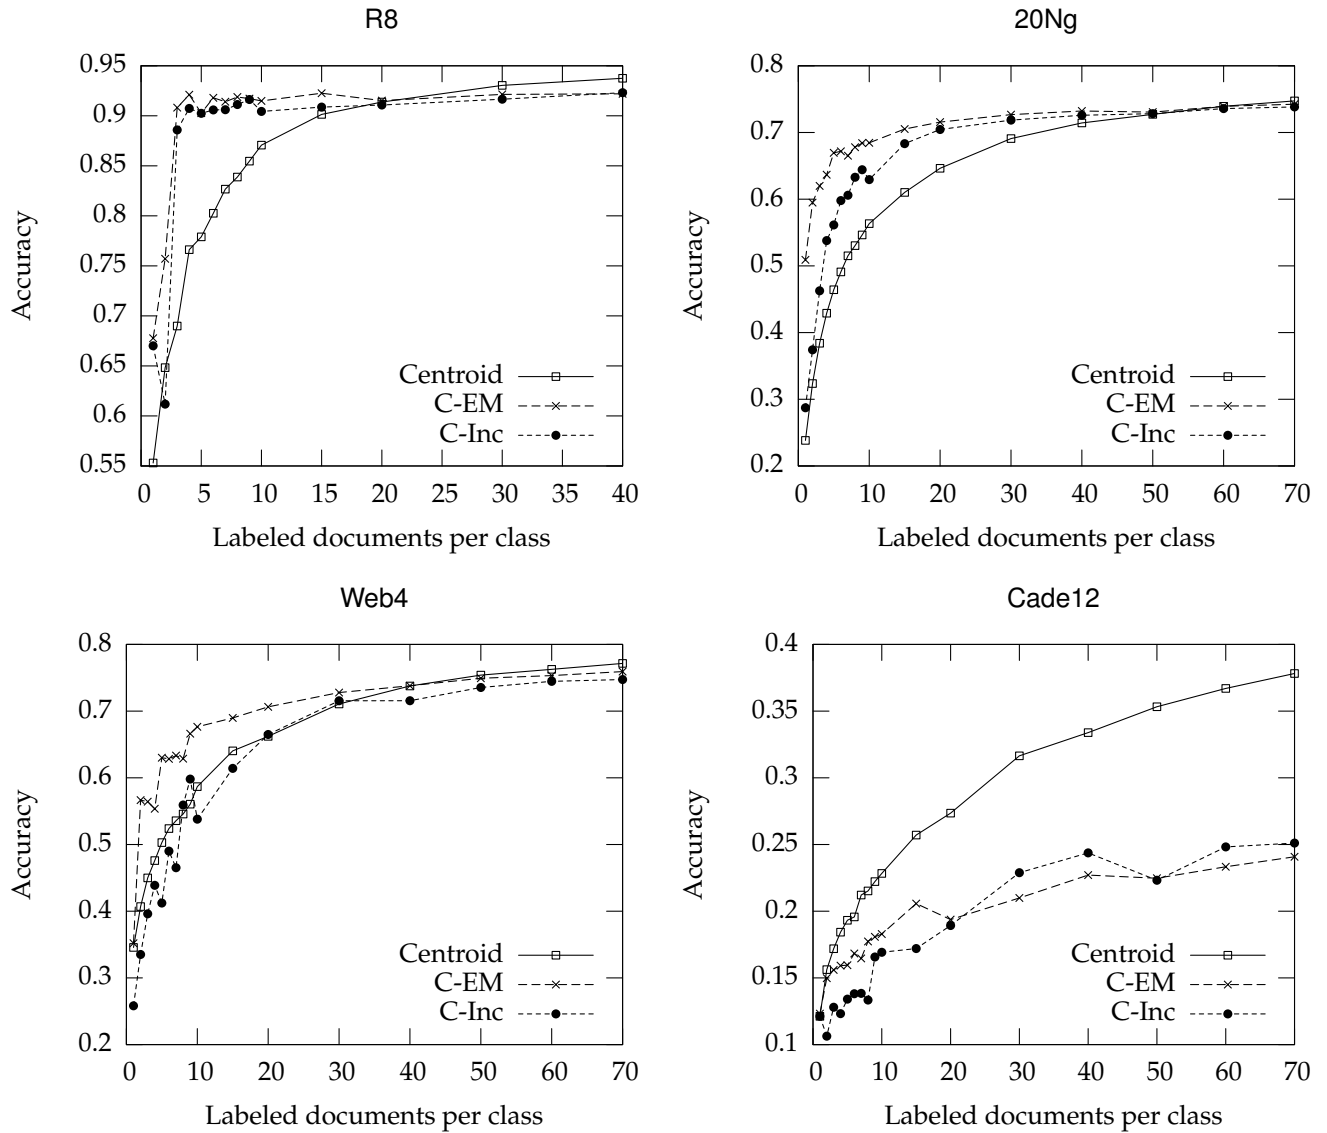 R8
0.95
0.9
0.85
0.8
0.75
0.7
0.65
0.6
0.55
Accuracy
Centroid
C-EM
C-Inc
0 5 10 15 20 25 30 35 40
Labeled documents per class
20Ng
0.8
0.7
0.6
0.5
0.4
0.3
0.2
Accuracy
Centroid
C-EM
C-Inc
0 10 20 30 40 50 60 70
Labeled documents per class
Web4
0.8
0.7
0.6
0.5
0.4
0.3
0.2
Accuracy
Centroid
C-EM
C-Inc
0 10 20 30 40 50 60 70
Labeled documents per class
Cade12
0.4
0.35
0.3
0.25
0.2
0.15
0.1
Accuracy
Centroid
C-EM
C-Inc
0 10 20 30 40 50 60 70
Labeled documents per class